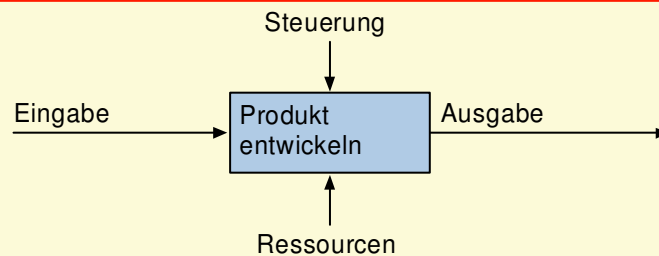 Steuerung
Eingabe
Produkt
entwickeln
Ausgabe
Ressourcen